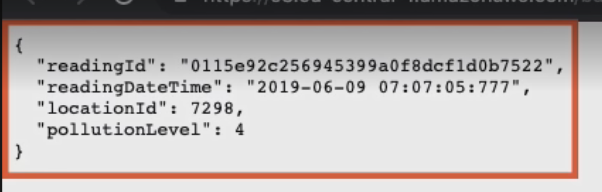 {
"readingId": "0115e92c256945399a0f8dcf1d0b7522",
"readingDateTime": "2019-06-09 07:07:05:777",
"locationId": 7298,
"pollutionLevel": 4
}